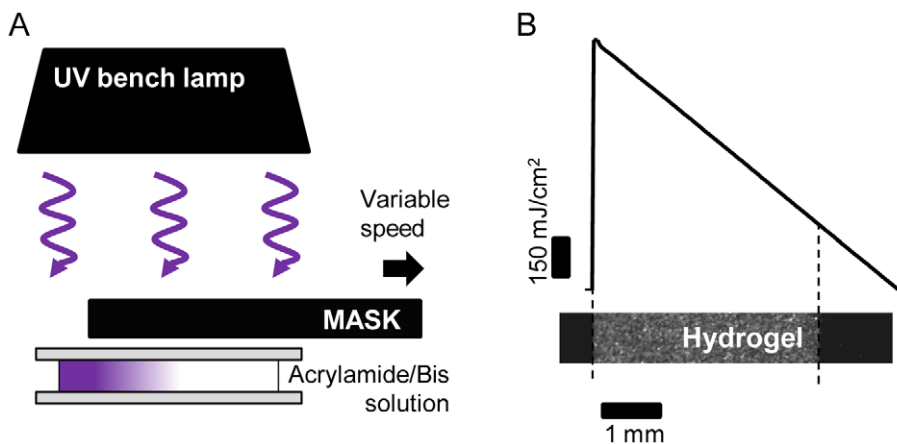 A
UV bench lamp
Variable
speed
MASK
Acrylamide/Bis
solution
B
150 mJ/cm²
Hydrogel
1 mm